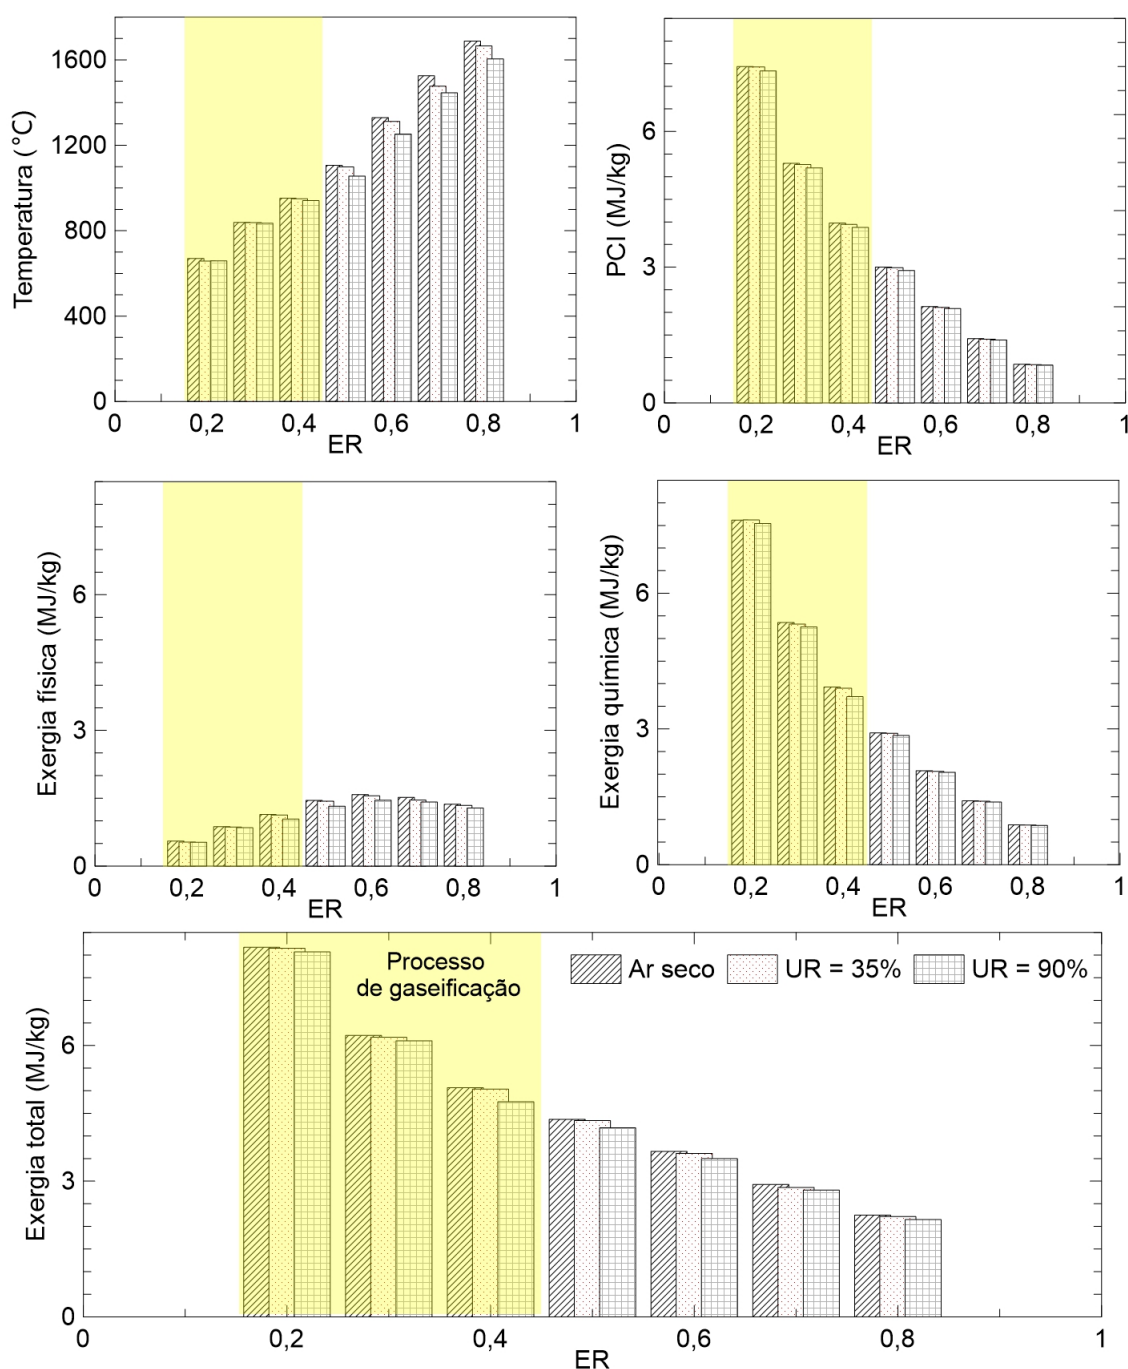 1600
1200
800
400
0
Temperatura (°C)
0 0,2 0,4 0,6 0,8 1
ER
6
3
0
PCI (MJ/kg)
0 0,2 0,4 0,6 0,8 1
ER
6
3
0
Exergia física (MJ/kg)
0 0,2 0,4 0,6 0,8 1
ER
6
3
0
Exergia química (MJ/kg)
0 0,2 0,4 0,6 0,8 1
ER
Processo
de gaseificação
Ar seco UR = 35% UR = 90%
6
3
0
Exergia total (MJ/kg)
0 0,2 0,4 0,6 0,8 1
ER